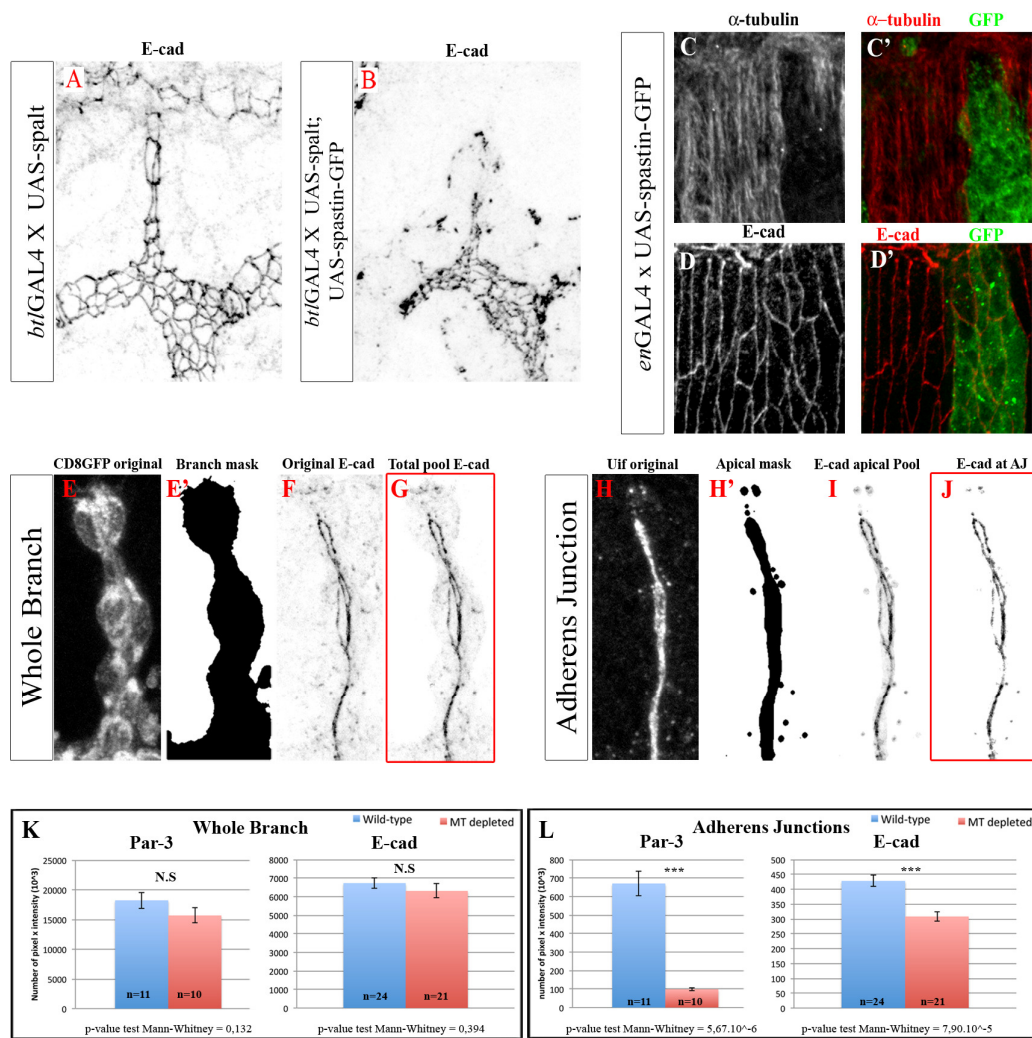 E-cad
E-cad
btlGAL4 X UAS-spalt
A
btlGAL4 X UAS-spalt;
UAS-spastin-GFP
B
α-tubulin
α–tubulin GFP
enGAL4 x UAS-spastin-GFP
C
C'
E-cad
E-cad GFP
D
D'
CD8GFP original
Branch mask
Original E-cad
Total pool E-cad
Whole Branch
E
E'
F
G
Uif original
Apical mask
E-cad apical Pool
E-cad at AJ
Adherens Junction
H
H'
I
J
K
Whole Branch
Wild-type
MT depleted
Par-3
E-cad
Number of pixel x intensity (10^3)
25000
20000
15000
10000
5000
0
N.S
n=11
n=10
8000
7000
6000
5000
4000
3000
2000
1000
0
N.S
n=24
n=21
p-value test Mann-Whitney = 0,132
p-value test Mann-Whitney = 0,394
L
Adherens Junctions
Wild-type
MT depleted
Par-3
E-cad
number of pixel x intensity (10^3)
800
700
600
500
400
300
200
100
0
***
n=11
n=10
500
450
400
350
300
250
200
150
100
50
0
***
n=24
n=21
p-value test Mann-Whitney = 5,67.10^-6
p-value test Mann-Whitney = 7,90.10^-5